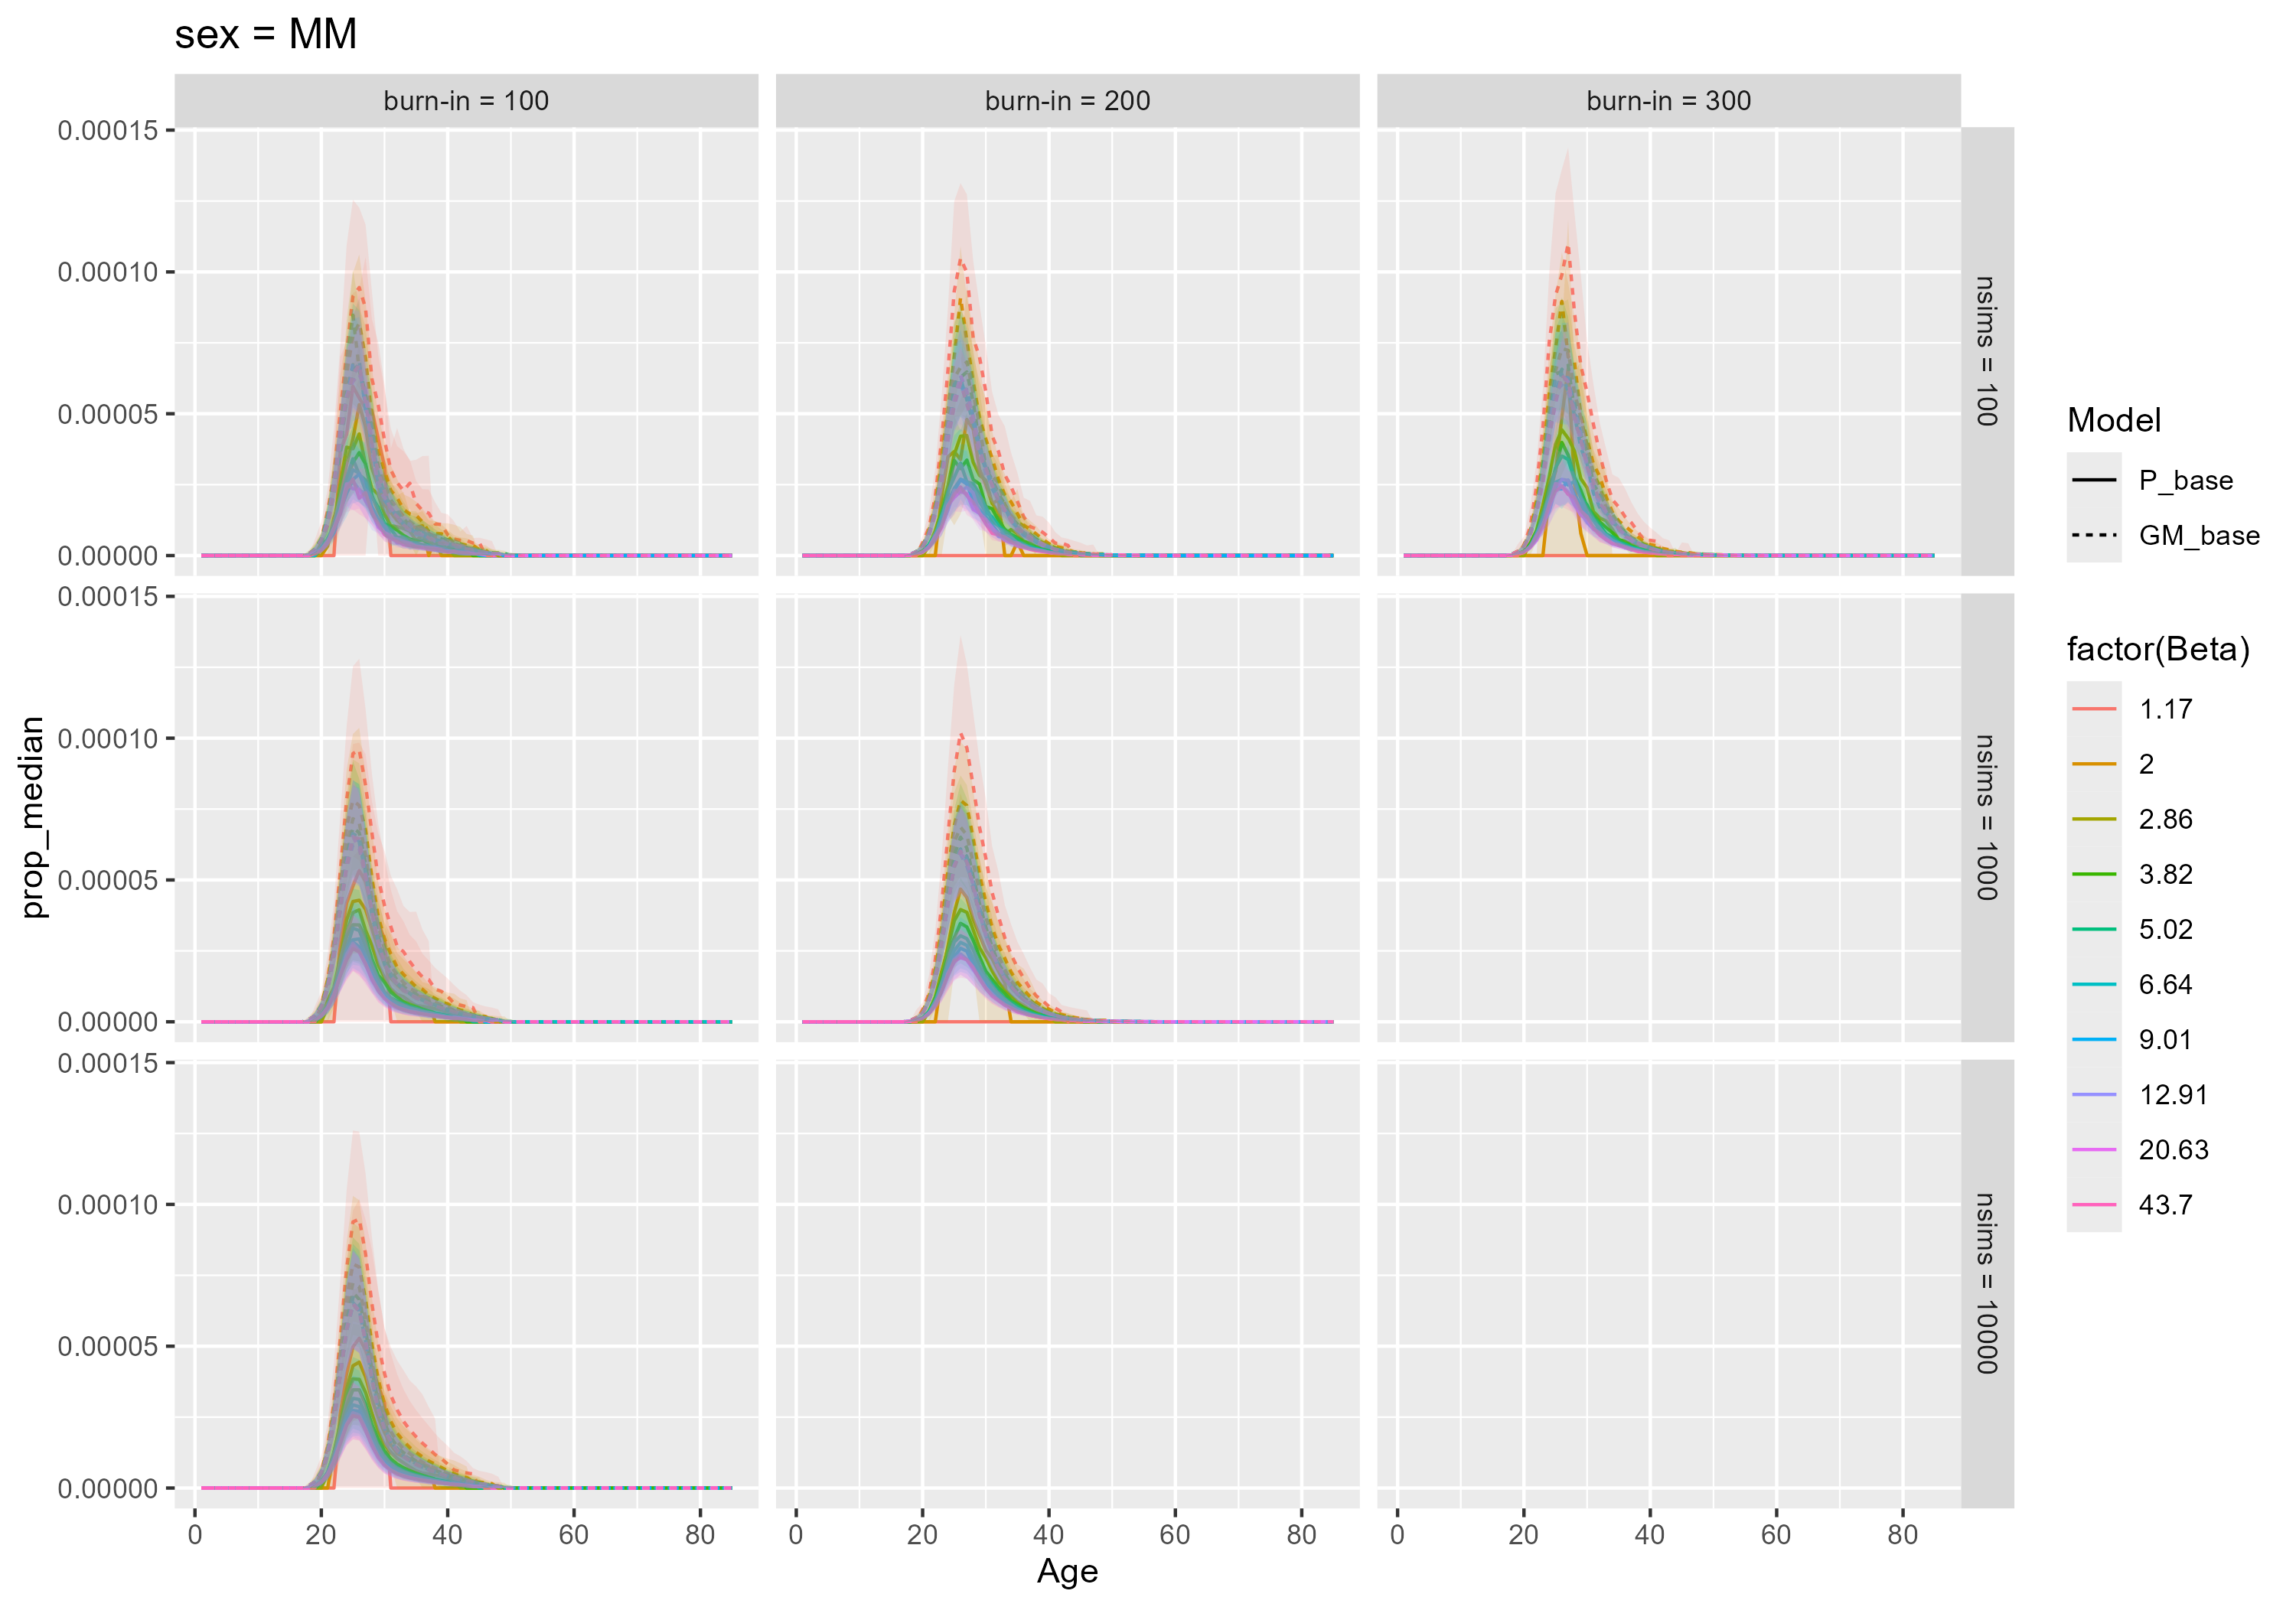 sex = MM
burn-in = 100
burn-in = 200
burn-in = 300
0.00015
0.00010
0.00005
0.00000
nsims = 100
0.00015
0.00010
0.00005
0.00000
nsims = 1000
0.00015
0.00010
0.00005
0.00000
nsims = 10000
prop_median
0 20 40 60 80
0 20 40 60 80
0 20 40 60 80
Age
Model
P_base
GM_base
factor(Beta)
1.17
2
2.86
3.82
5.02
6.64
9.01
12.91
20.63
43.7